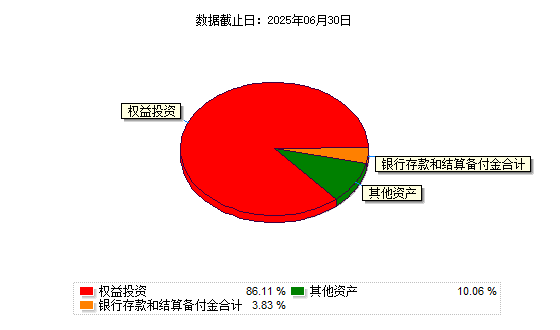 数据截止日：2025年06月30日
权益投资
银行存款和结算备付金合计
其他资产
权益投资 86.11 % 其他资产 10.06 %
银行存款和结算备付金合计 3.83 %